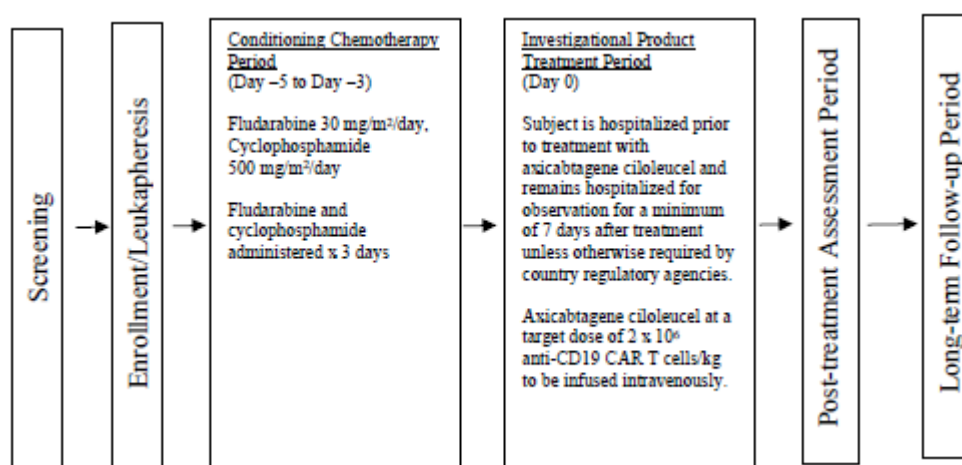 Screening
Enrollment/Leukapheresis
Conditioning Chemotherapy
Period
(Day –5 to Day –3)
Fludarabine 30 mg/m²/day,
Cyclophosphamide
500 mg/m²/day
Fludarabine and
cyclophosphamide
administered x 3 days
Investigational Product
Treatment Period
(Day 0)
Subject is hospitalized prior
to treatment with
axicabtagene ciloleucel and
remains hospitalized for
observation for a minimum
of 7 days after treatment
unless otherwise required by
country regulatory agencies.
Axicabtagene ciloleucel at a
target dose of 2 x 10⁶
anti-CD19 CAR T cells/kg
to be infused intravenously.
Post-treatment Assessment Period
Long-term Follow-up Period